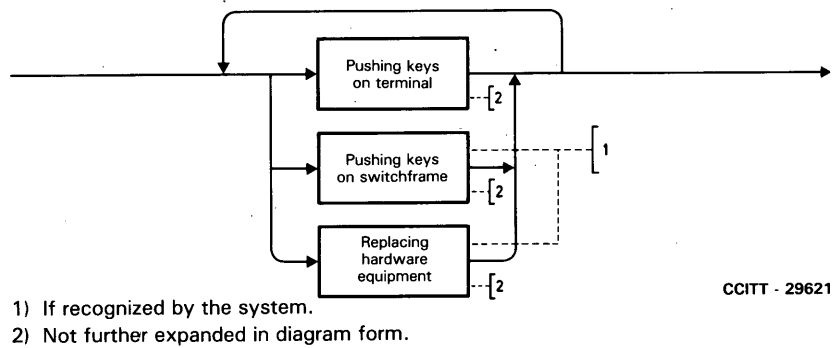 Pushing keys
on terminal
2
Pushing keys
on switchframe
1
2
Replacing
hardware
equipment
2
CCITT - 29621
1) If recognized by the system.
2) Not further expanded in diagram form.